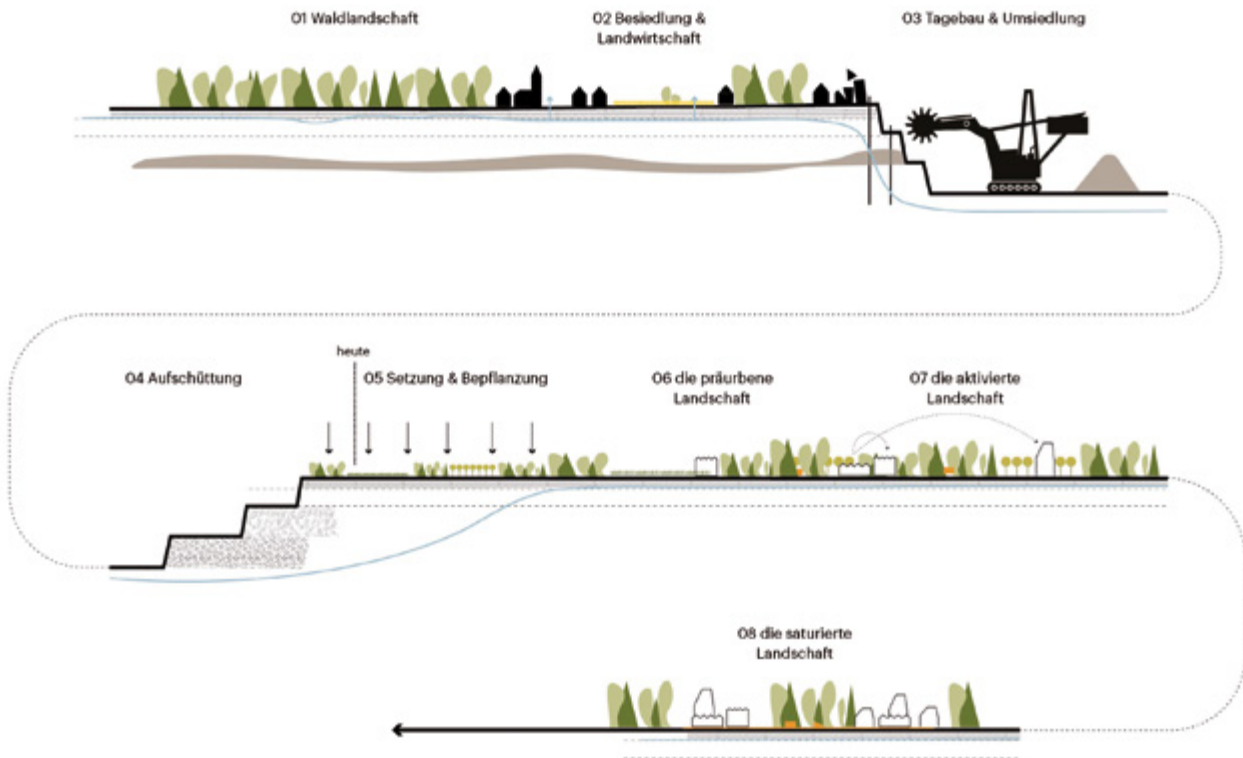 01 Waldlandschaft
02 Besiedlung &
Landwirtschaft
03 Tagebau & Umsiedlung
heute
04 Aufschüttung
05 Setzung & Bepflanzung
06 die präurbene
Landschaft
07 die aktivierte
Landschaft
08 die saturierte
Landschaft